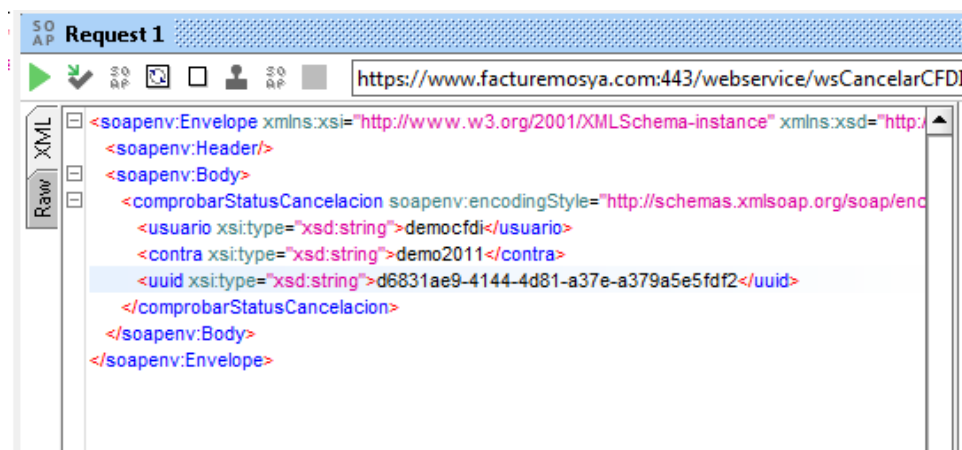 SOAP Request 1
SOAP https://www.facturemosya.com:443/webservice/wsCancelarCFDI
XML
Raw
<soapenv:Envelope xmlns:xsi="http://www.w3.org/2001/XMLSchema-instance" xmlns:xsd="http:/
<soapenv:Header/>
<soapenv:Body>
<comprobarStatusCancelacion soapenv:encodingStyle="http://schemas.xmlsoap.org/soap/enc
<usuario xsi:type="xsd:string">democfdi</usuario>
<contra xsi:type="xsd:string">demo2011</contra>
<uuid xsi:type="xsd:string">d6831ae9-4144-4d81-a37e-a379a5e5fdf2</uuid>
</comprobarStatusCancelacion>
</soapenv:Body>
</soapenv:Envelope>